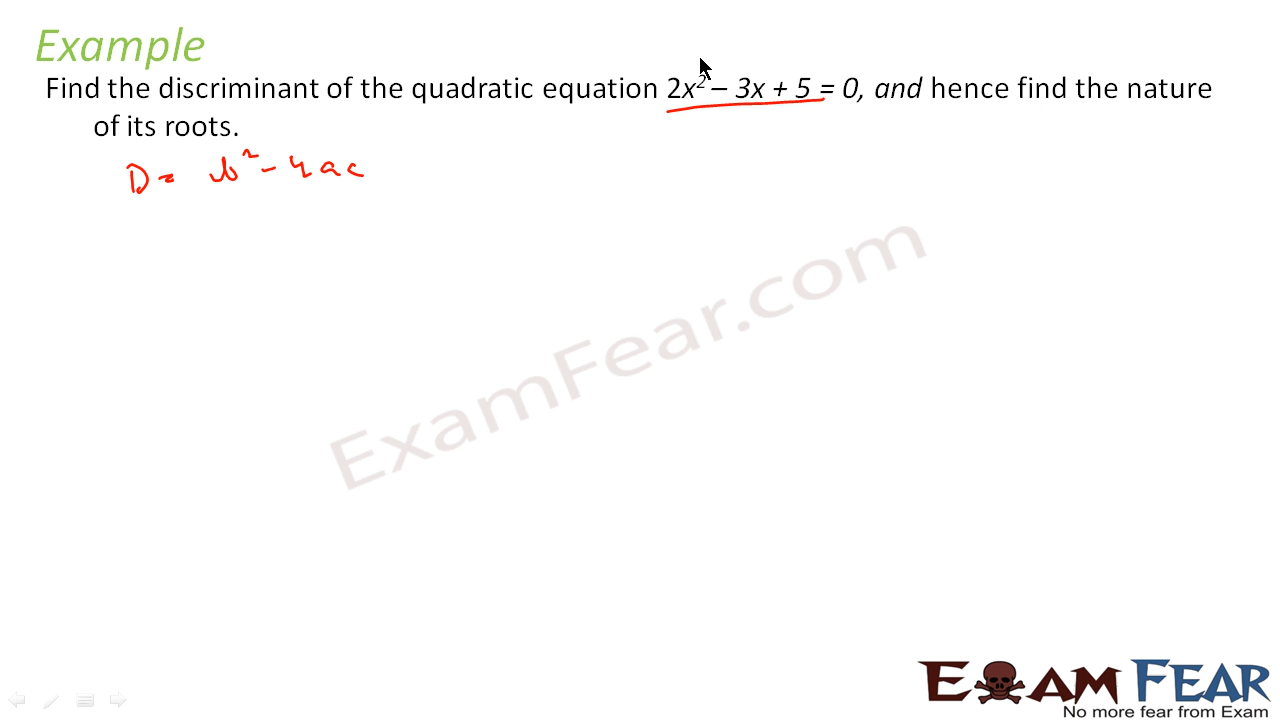 Example
Find the discriminant of the quadratic equation 2x² – 3x + 5 = 0, and hence find the nature
of its roots.
D = b² - 4ac
ExamFear.com
EXAM FEAR
No more fear from Exam